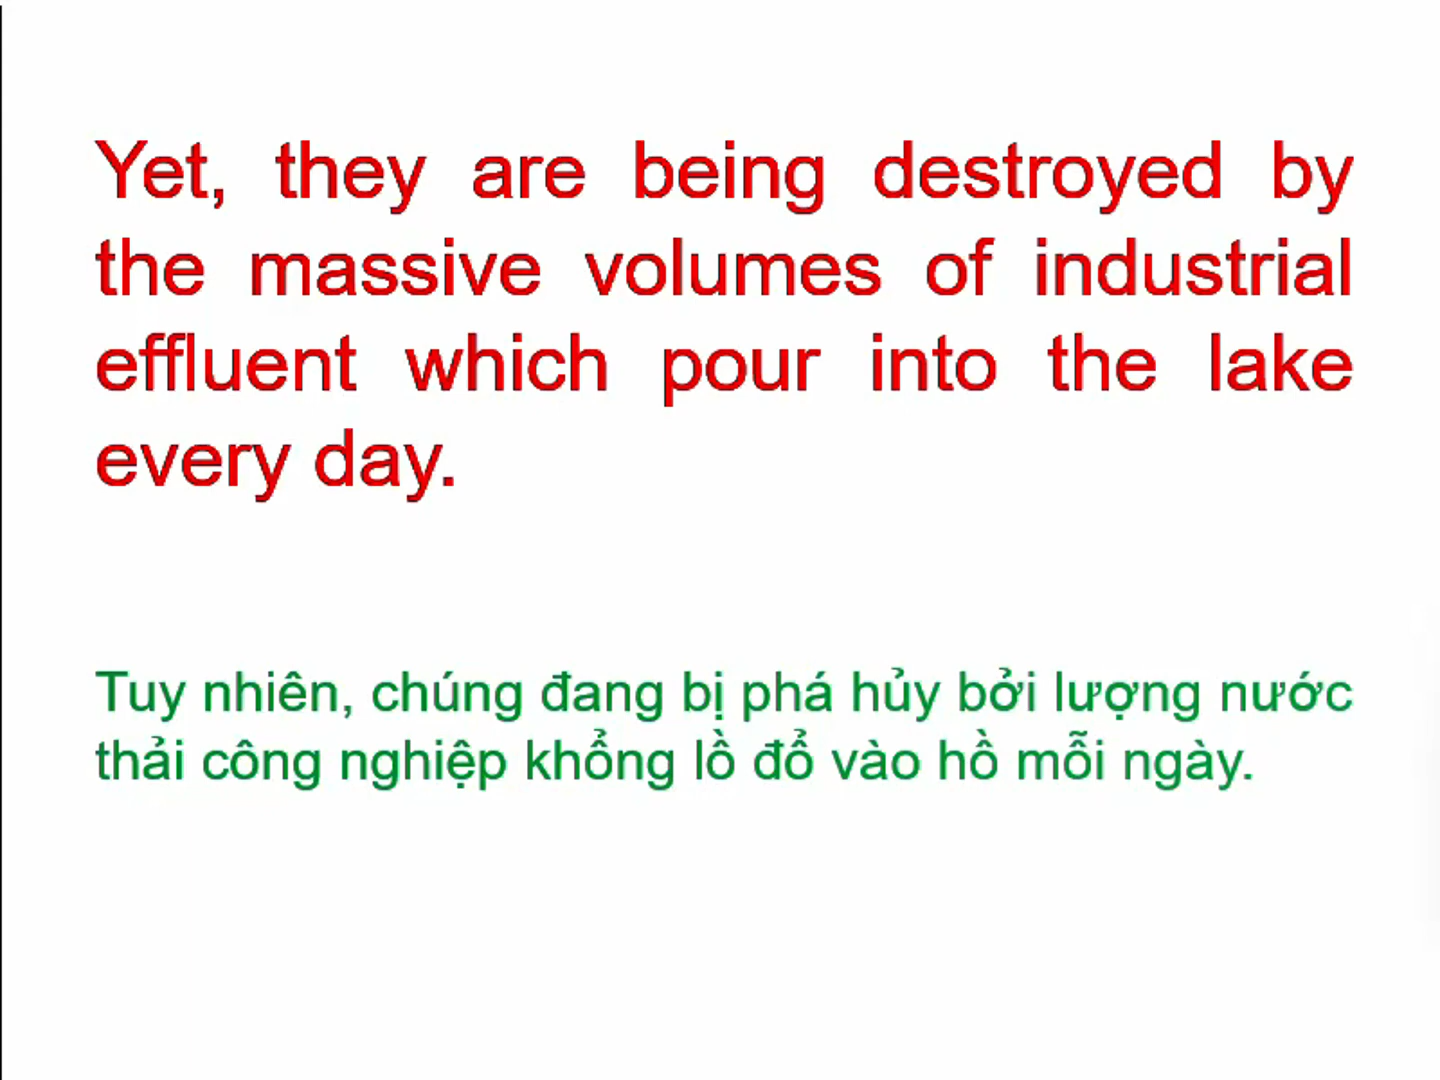 Yet, they are being destroyed by
the massive volumes of industrial
effluent which pour into the lake
every day.
Tuy nhiên, chúng đang bị phá hủy bởi lượng nước
thải công nghiệp khổng lồ đổ vào hồ mỗi ngày.